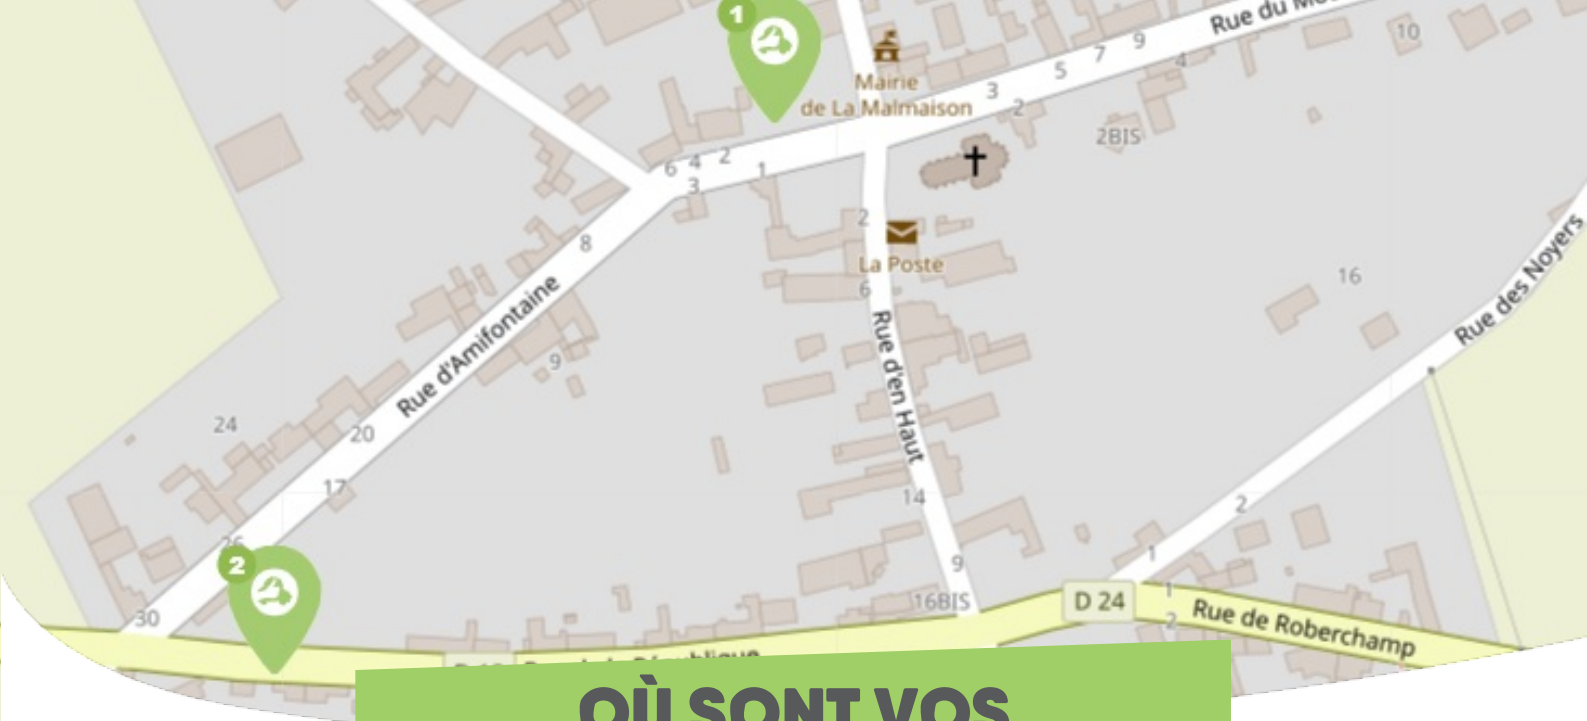 1
Rue du
10
9
7
5
4
Mairie
de La Malmaison
3
2
2BIS
6 4 2
1
3
2
8
La Poste
6
16
Rue des Noyers
Rue d'Amifontaine
Rue d'en Haut
9
24
20
17
14
2
26
2
1
9
30
16BIS
D 24
1
2
Rue de Roberchamp
République
OÙ SONT VOS